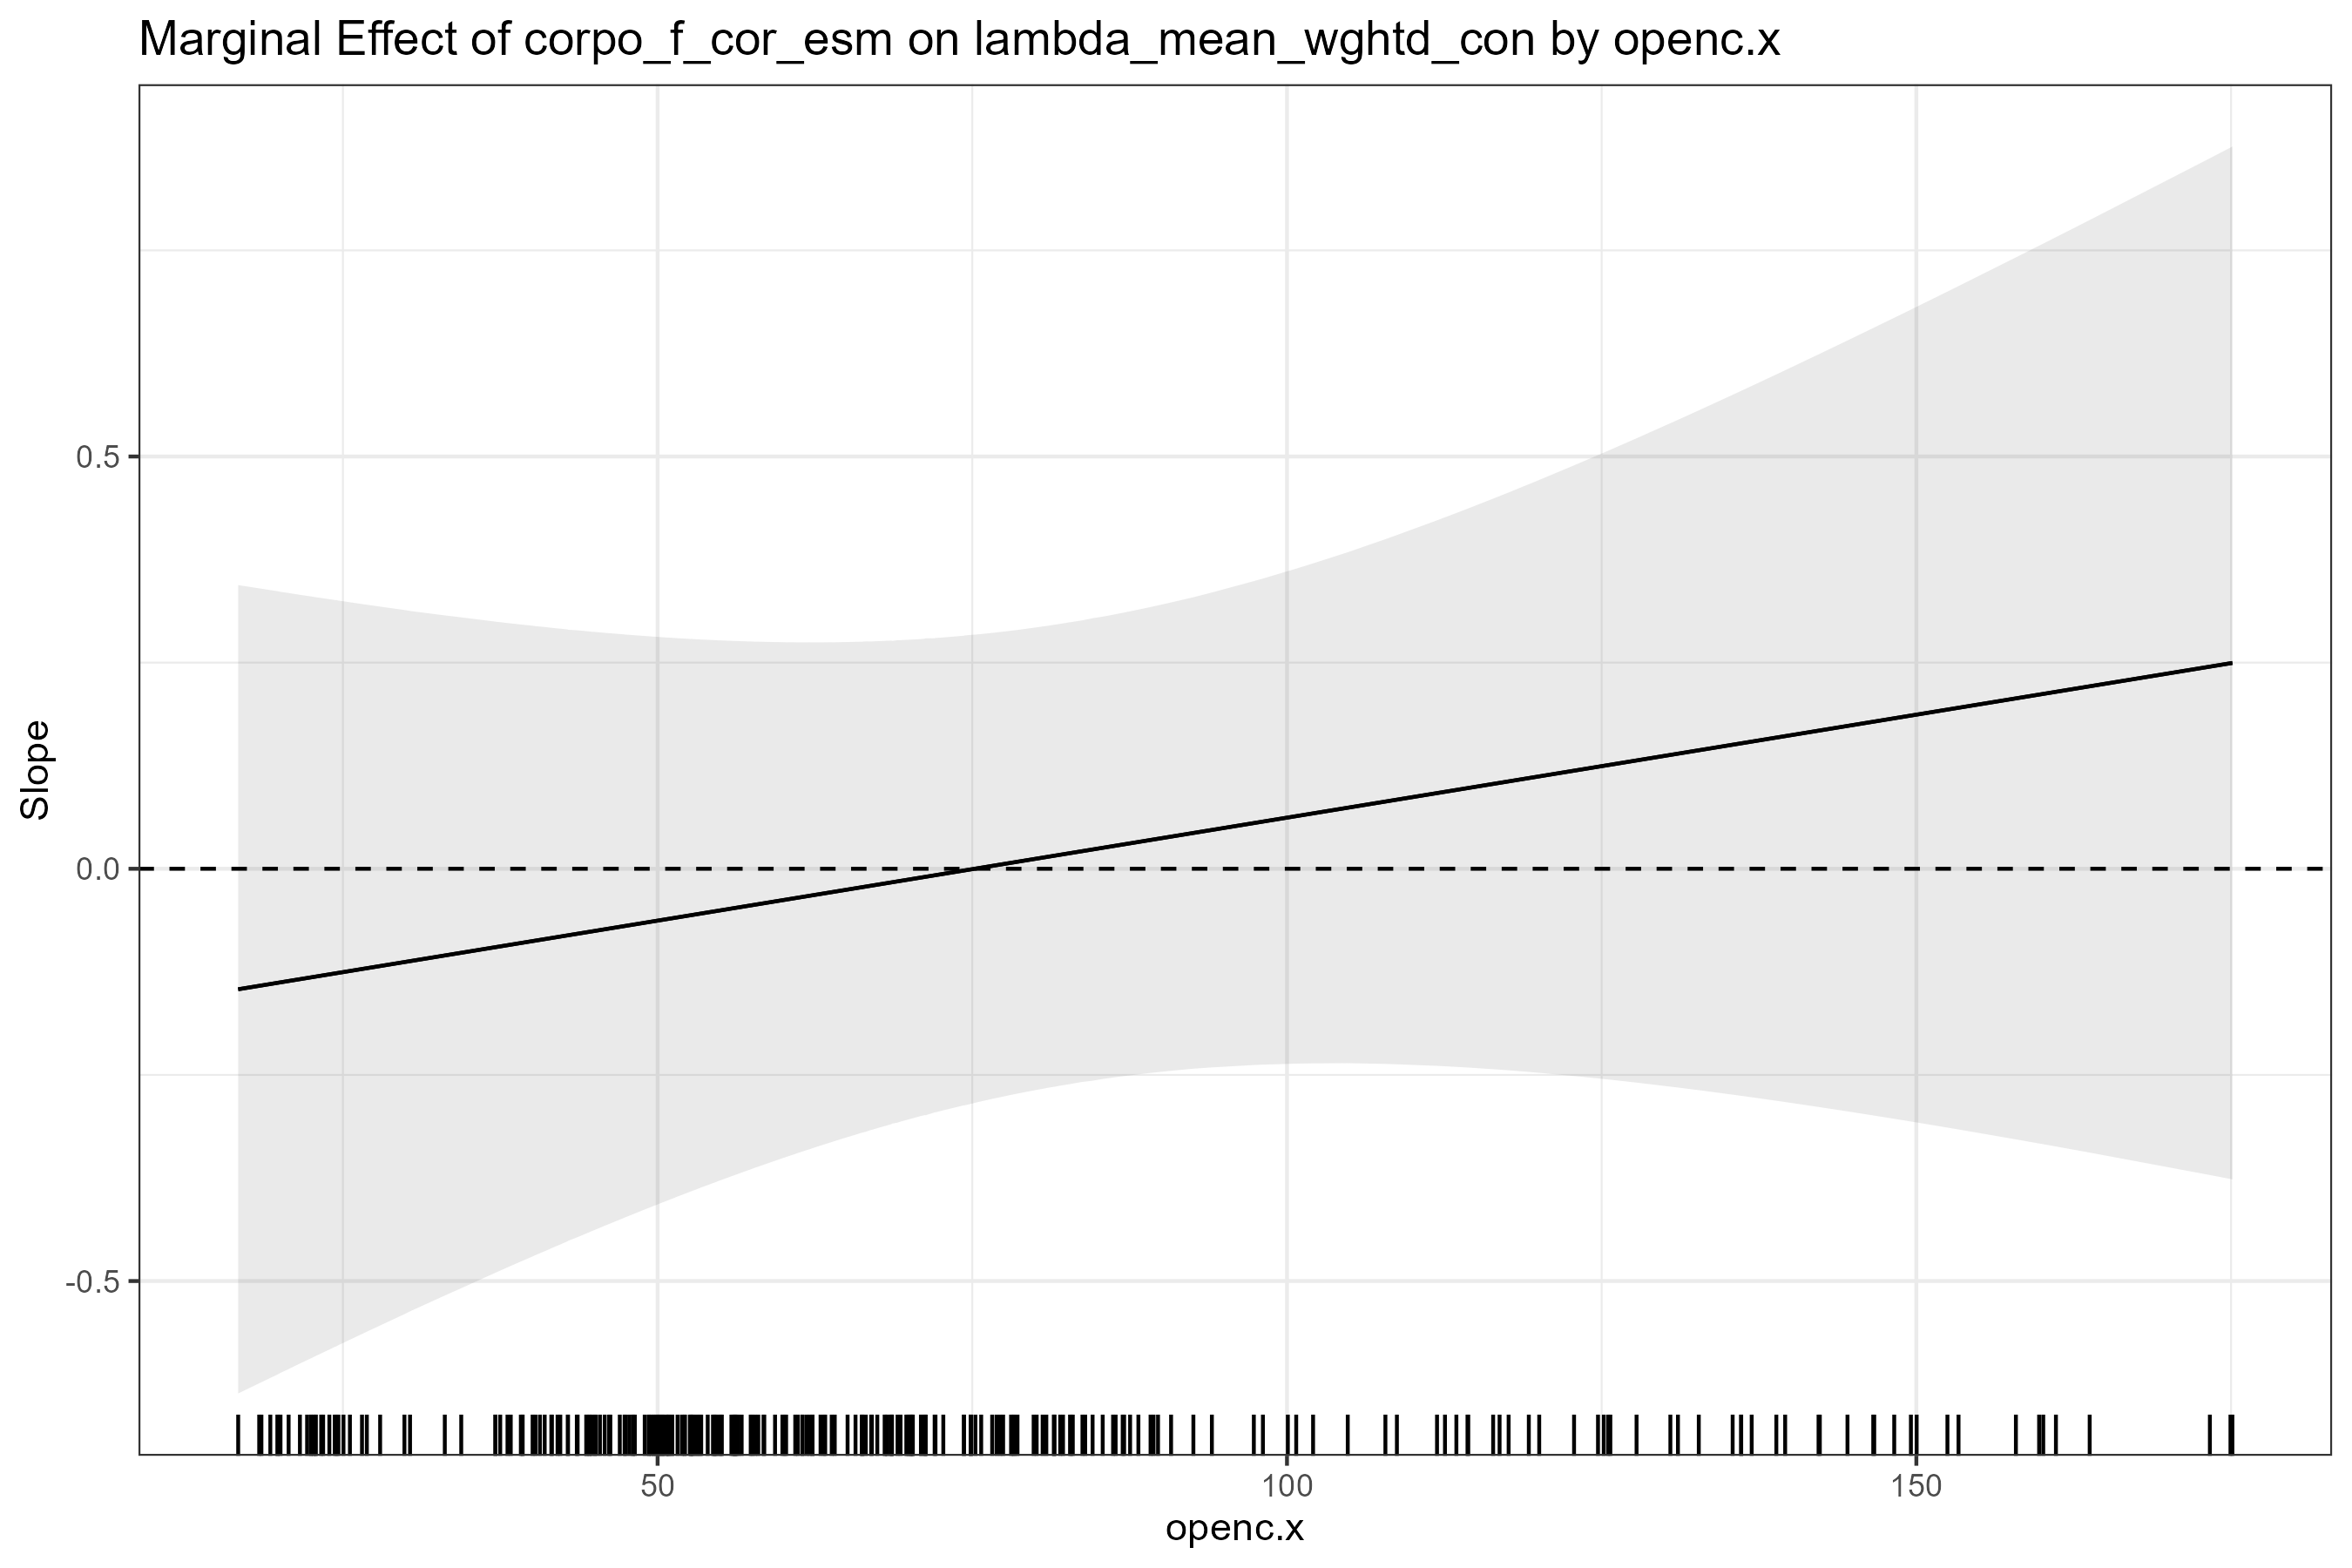 Marginal Effect of corpo_f_cor_esm on lambda_mean_wghtd_con by openc.x
Slope
0.5
0.0
-0.5
50
100
150
openc.x